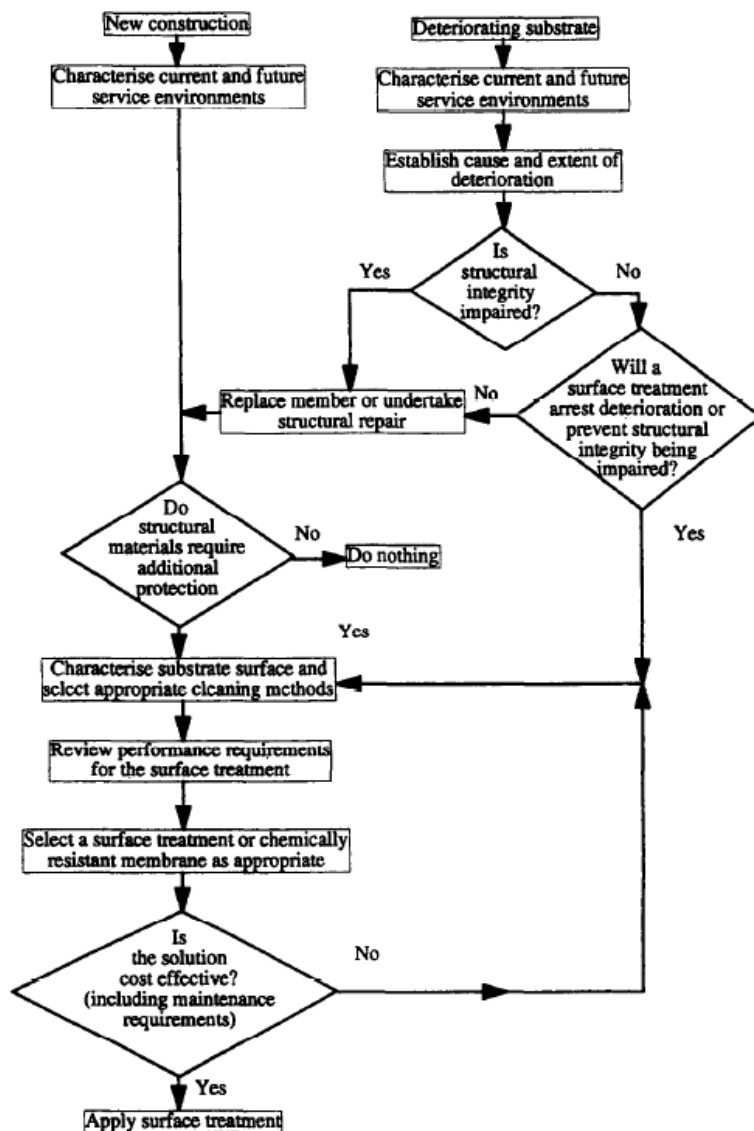 New construction
Characterise current and future
service environments
Deteriorating substrate
Characterise current and future
service environments
Establish cause and extent of
deterioration
Is
structural
integrity
impaired?
Yes
No
Will a
surface treatment
arrest deterioration or
prevent structural
integrity being
impaired?
No
Replace member or undertake
structural repair
Yes
Do
structural
materials require
additional
protection
No
Do nothing
Yes
Characterise substrate surface and
select appropriate cleaning methods
Review performance requirements
for the surface treatment
Select a surface treatment or chemically
resistant membrane as appropriate
Is
the solution
cost effective?
(including maintenance
requirements)
No
Yes
Apply surface treatment